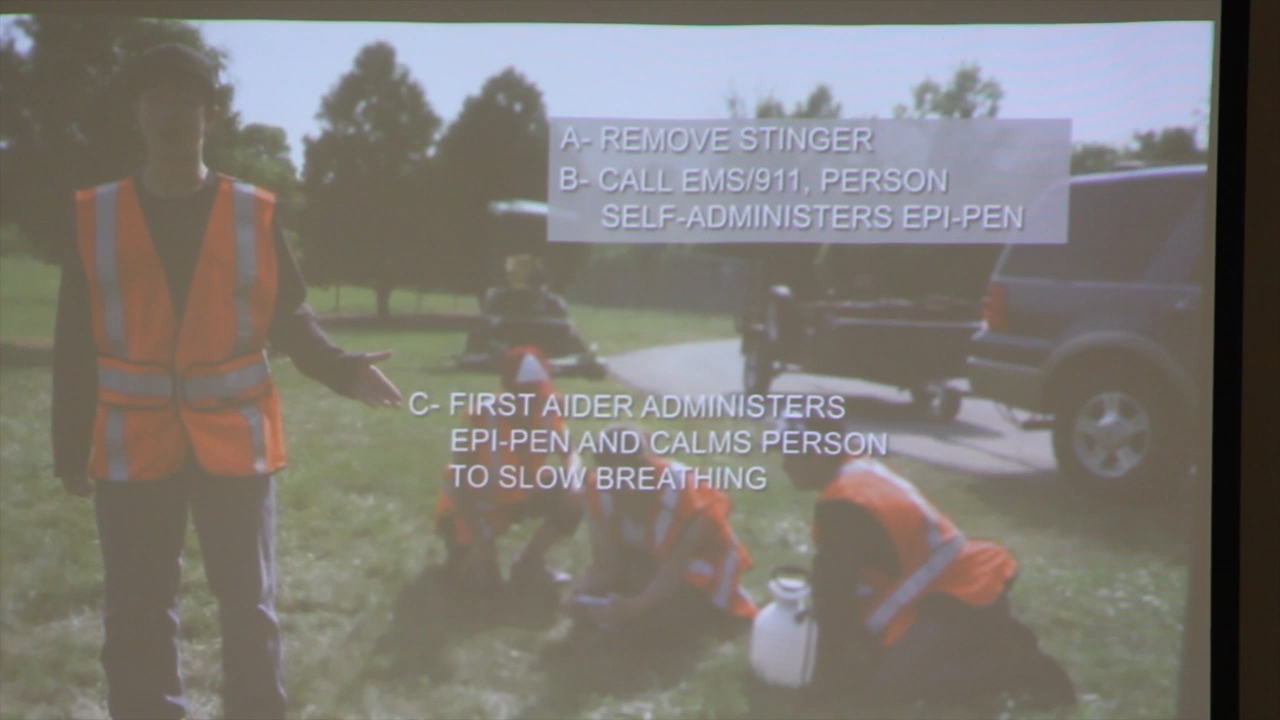 A- REMOVE STINGER
B- CALL EMS/911, PERSON
SELF-ADMINISTERS EPI-PEN
C- FIRST AIDER ADMINISTERS
EPI-PEN AND CALMS PERSON
TO SLOW BREATHING